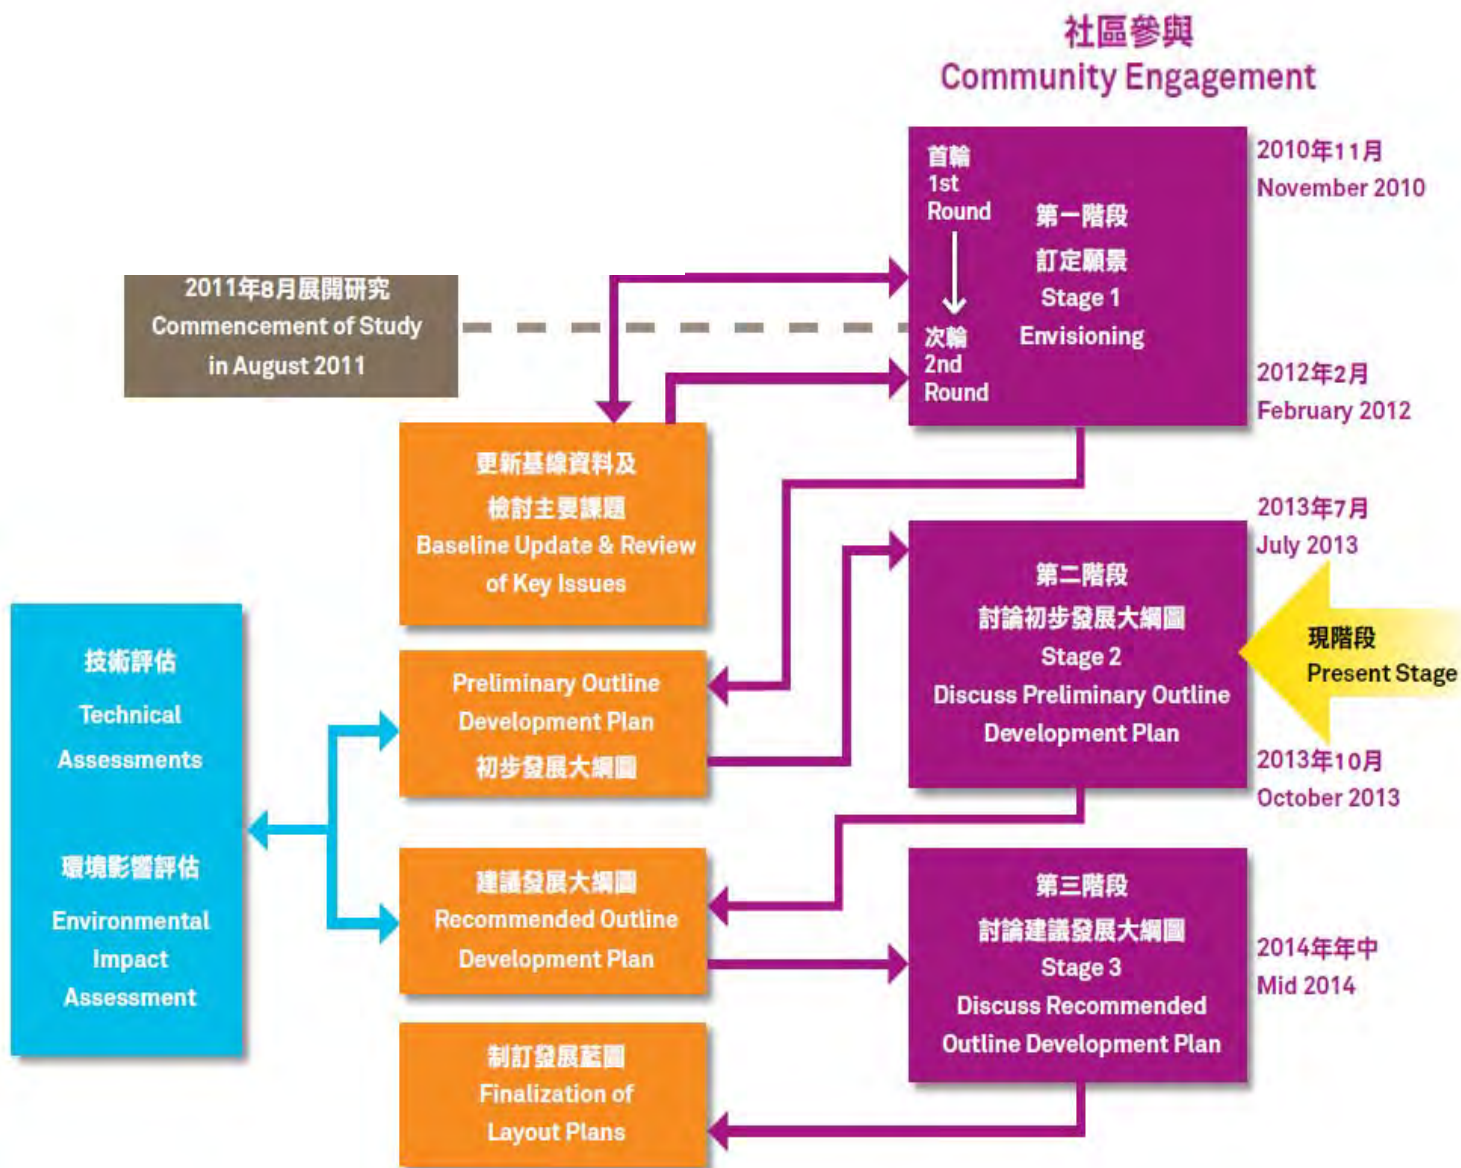 社區參與
Community Engagement
首輪
1st
Round
次輪
2nd
Round
第一階段
訂定願景
Stage 1
Envisioning
2010年11月
November 2010
2012年2月
February 2012
2011年8月展開研究
Commencement of Study
in August 2011
更新基線資料及
檢討主要課題
Baseline Update & Review
of Key Issues
2013年7月
July 2013
第二階段
討論初步發展大綱圖
Stage 2
Discuss Preliminary Outline
Development Plan
現階段
Present Stage
2013年10月
October 2013
技術評估
Technical
Assessments
環境影響評估
Environmental
Impact
Assessment
Preliminary Outline
Development Plan
初步發展大綱圖
建議發展大綱圖
Recommended Outline
Development Plan
第三階段
討論建議發展大綱圖
Stage 3
Discuss Recommended
Outline Development Plan
2014年年中
Mid 2014
制訂發展藍圖
Finalization of
Layout Plans